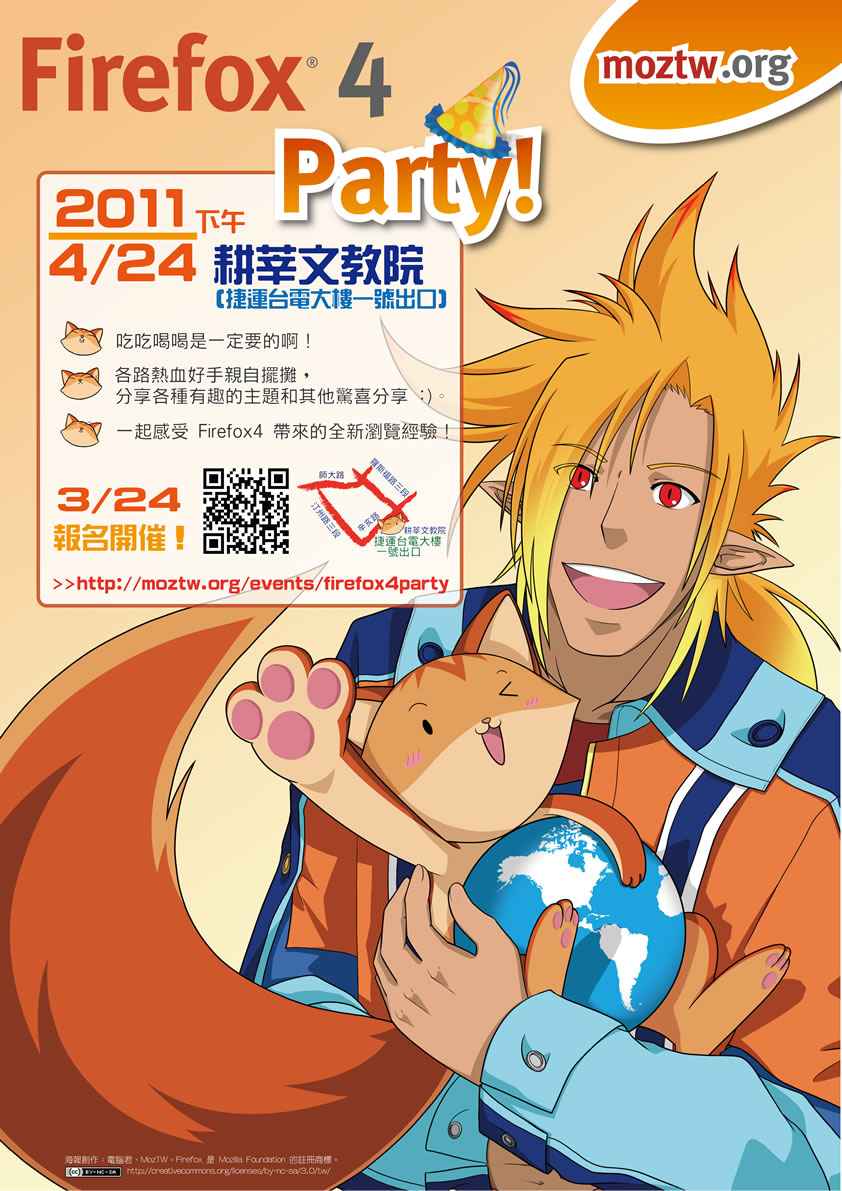 Firefox® 4
moztw.org
Party!
2011 下午
4/24 耕莘文教院
(捷運台電大樓一號出口)
吃吃喝喝是一定要的啊！
各路熱血好手親自擺攤，
分享各種有趣的主題和其他驚喜分享 :)。
一起感受 Firefox4 帶來的全新瀏覽經驗！
3/24
報名開催！
師大路
羅斯福路三段
汀州路三段
辛亥路
耕莘文教院
捷運台電大樓
一號出口
>>http://moztw.org/events/firefox4party
海報創作：電腦君、MozTW。Firefox 是 Mozilla Foundation 的註冊商標。
(cc) BY-NC-SA http://creativecommons.org/licenses/by-nc-sa/3.0/tw/